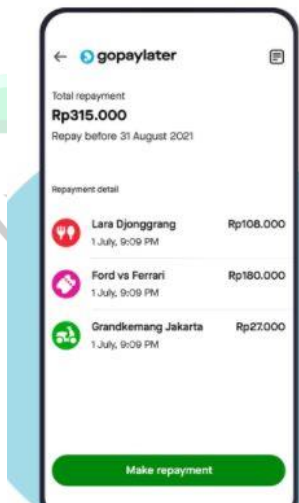 gopaylater
Total repayment
Rp315.000
Repay before 31 August 2021
Repayment detail
Lara Djonggrang Rp108.000
1 July, 9:09 PM
Ford vs Ferrari Rp180.000
1 July, 9:09 PM
Grandkemang Jakarta Rp27.000
1 July, 9:09 PM
Make repayment